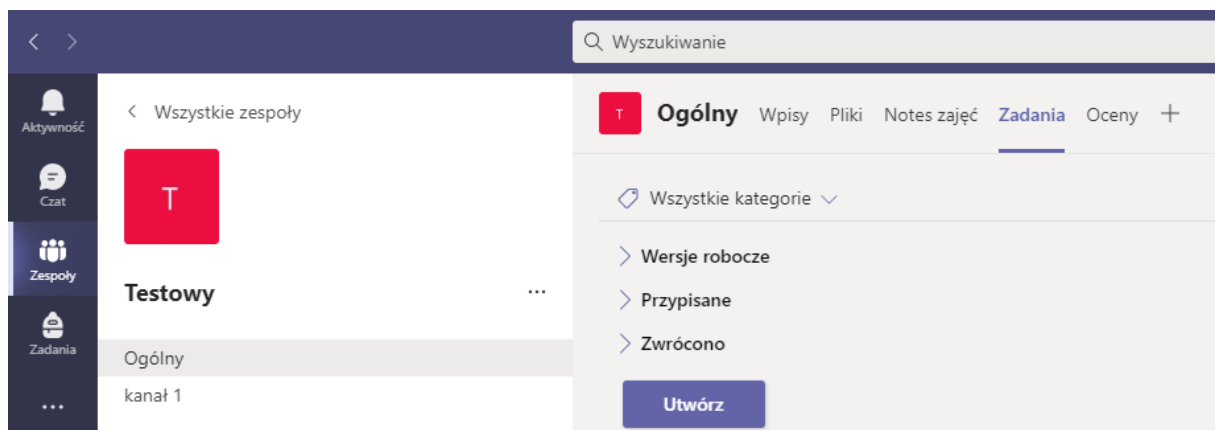 Wyszukiwanie
Aktywność
Czat
Zespoły
Zadania
...
Wszystkie zespoły
T
Testowy
...
Ogólny
kanał 1
T
Ogólny Wpisy Pliki Notes zajęć Zadania Oceny +
Wszystkie kategorie
Wersje robocze
Przypisane
Zwrócono
Utwórz